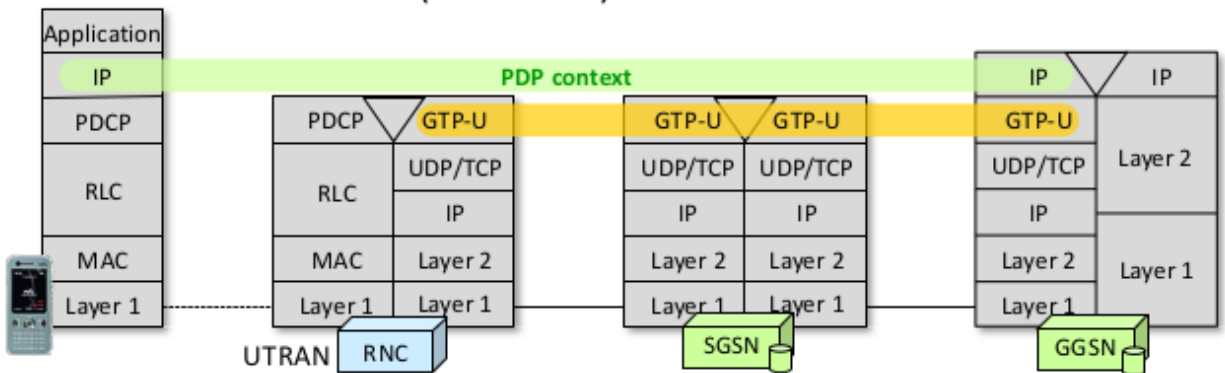 Application
IP
PDP context
IP
IP
PDCP
PDCP
GTP-U
GTP-U
GTP-U
GTP-U
RLC
RLC
UDP/TCP
UDP/TCP
UDP/TCP
UDP/TCP
Layer 2
IP
IP
IP
IP
MAC
MAC
Layer 2
Layer 2
Layer 2
Layer 2
Layer 1
Layer 1
Layer 1
Layer 1
Layer 1
Layer 1
Layer 1
UTRAN
RNC
SGSN
GGSN